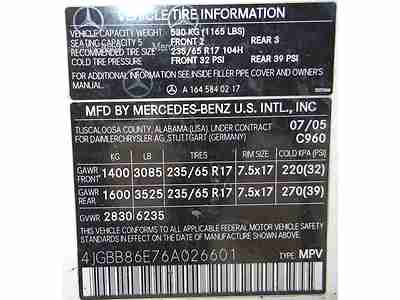 VEHICLE TIRE INFORMATION
VEHICLE CAPACITY WEIGHT 530 KG (1165 LBS)
SEATING CAPACITY 5 FRONT 2 REAR 3
RECOMMENDED TIRE SIZE 235/65 R17 104H
COLD TIRE PRESSURE FRONT 32 PSI REAR 39 PSI
FOR ADDITIONAL INFORMATION SEE INSIDE FILLER PIPE COVER AND OWNER'S
MANUAL.
A 164 584 02 17
MFD BY MERCEDES-BENZ U.S. INTL., INC
TUSCALOOSA COUNTY, ALABAMA (USA) UNDER CONTRACT 07/05
FOR DAIMLERCHRYSLER AG, STUTTGART (GERMANY) C960
KG LB TIRES RIM SIZE COLD KPA (PSI)
GAWR FRONT 1400 3085 235/65 R17 7.5x17 220(32)
GAWR REAR 1600 3525 235/65 R17 7.5x17 270(39)
GVWR 2830 6235
THIS VEHICLE CONFORMS TO ALL APPLICABLE FEDERAL MOTOR VEHICLE SAFETY
STANDARDS IN EFFECT ON THE DATE OF MANUFACTURE SHOWN ABOVE
4JGBB86E76A026601 TYPE MPV